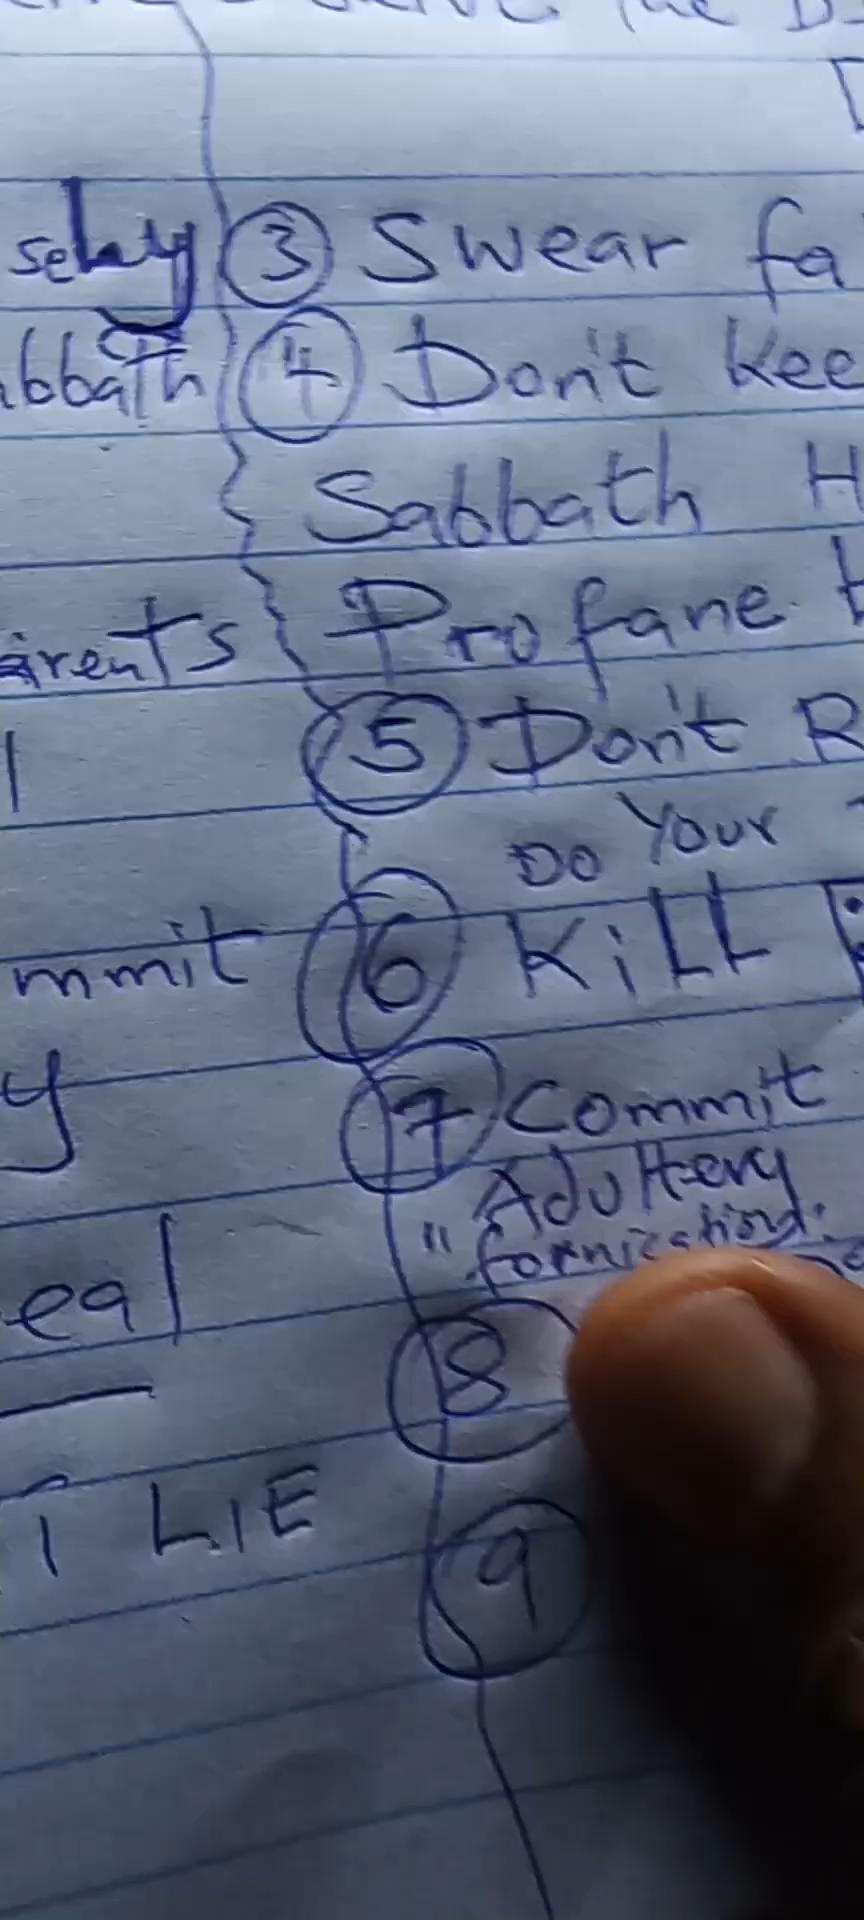 sely ③ Swear fa
bbath ④ Don't Kee
Sabbath H
arents Profane t
⑤ Don't R
Do Your
mmit ⑥ KiLL
y ⑦ Commit
Adultery
" fornication.
eal ⑧
LIE ⑨